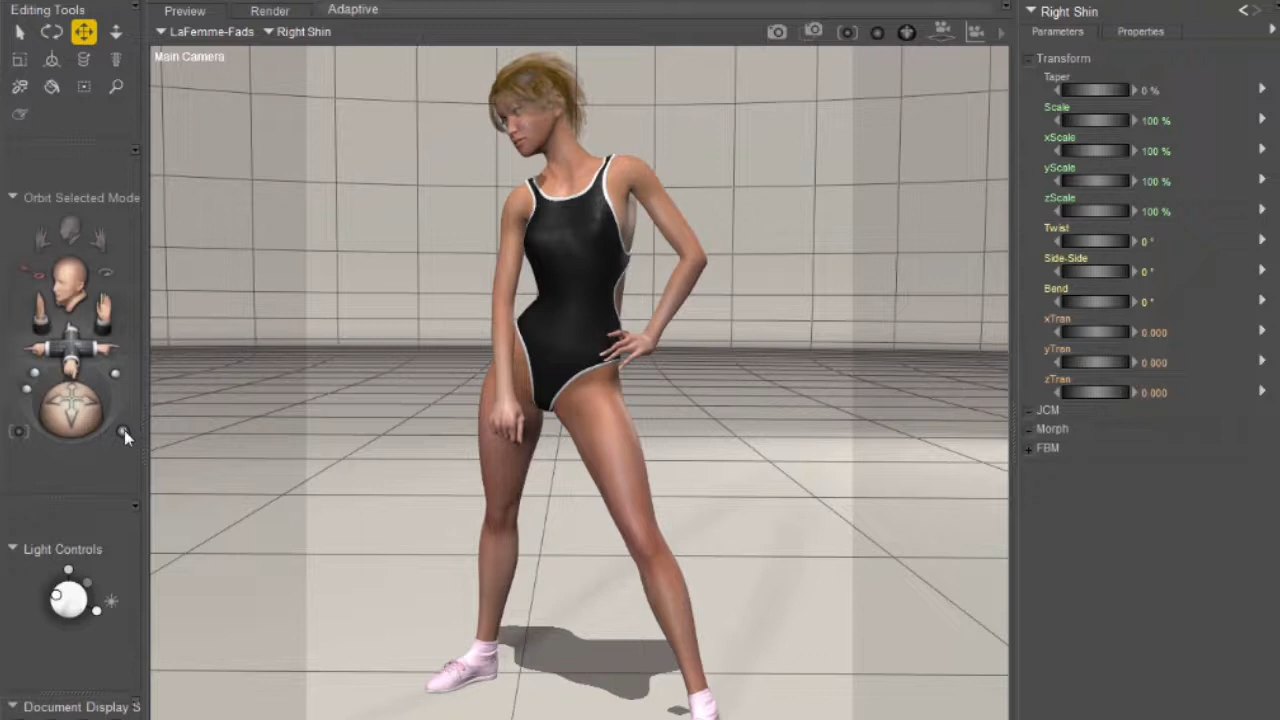 Editing Tools
Preview
Render
Adaptive
LaFemme-Fads
Right Shin
Main Camera
Orbit Selected Mode
Light Controls
Document Display S
Right Shin
Parameters
Properties
Transform
Taper
0 %
Scale
100 %
xScale
100 %
yScale
100 %
zScale
100 %
Twist
0 °
Side-Side
0 °
Bend
0 °
xTran
0.000
yTran
0.000
zTran
0.000
JCM
Morph
FBM